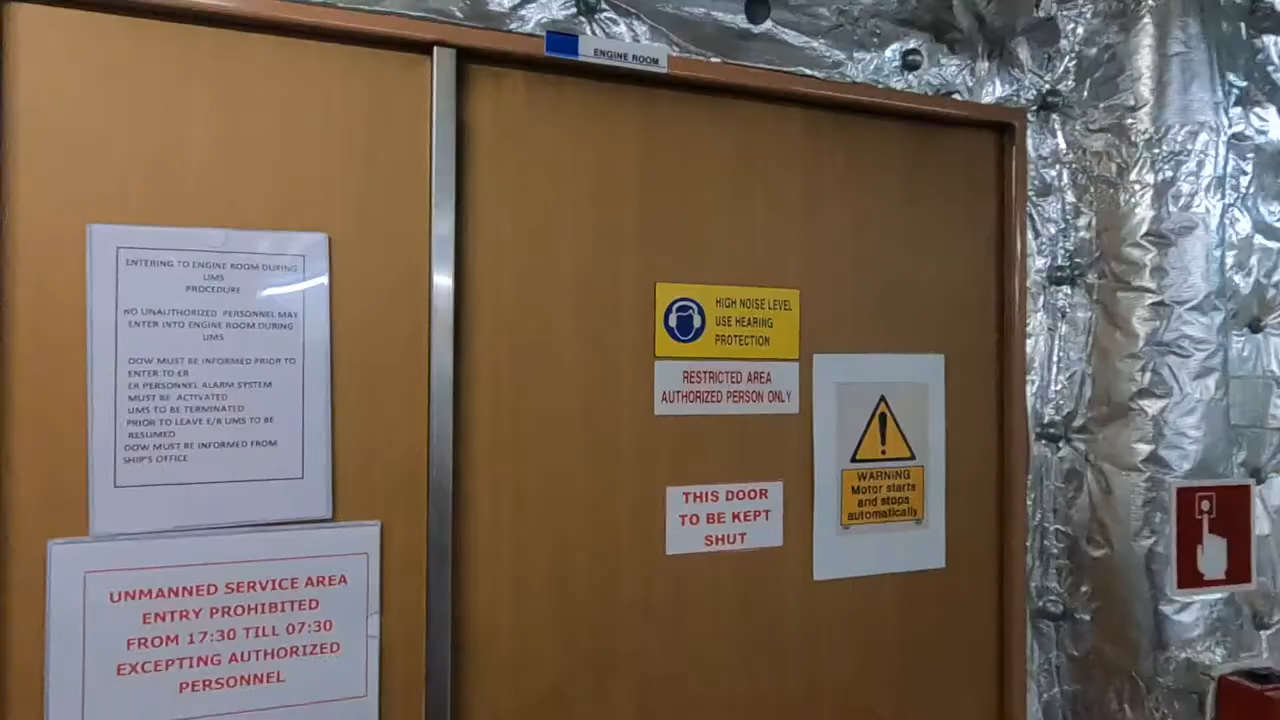 ENGINE ROOM
ENTERING TO ENGINE ROOM DURING
UMS
PROCEDURE
NO UNAUTHORIZED PERSONNEL MAY
ENTER INTO ENGINE ROOM DURING
UMS
OOW MUST BE INFORMED PRIOR TO
ENTER TO ER
ER PERSONNEL ALARM SYSTEM
MUST BE ACTIVATED
UMS TO BE TERMINATED
PRIOR TO LEAVE E/R UMS TO BE
RESUMED
OOW MUST BE INFORMED FROM
SHIP'S OFFICE
UNMANNED SERVICE AREA
ENTRY PROHIBITED
FROM 17:30 TILL 07:30
EXCEPTING AUTHORIZED
PERSONNEL
HIGH NOISE LEVEL
USE HEARING
PROTECTION
RESTRICTED AREA
AUTHORIZED PERSON ONLY
THIS DOOR
TO BE KEPT
SHUT
WARNING
Motor starts
and stops
automatically